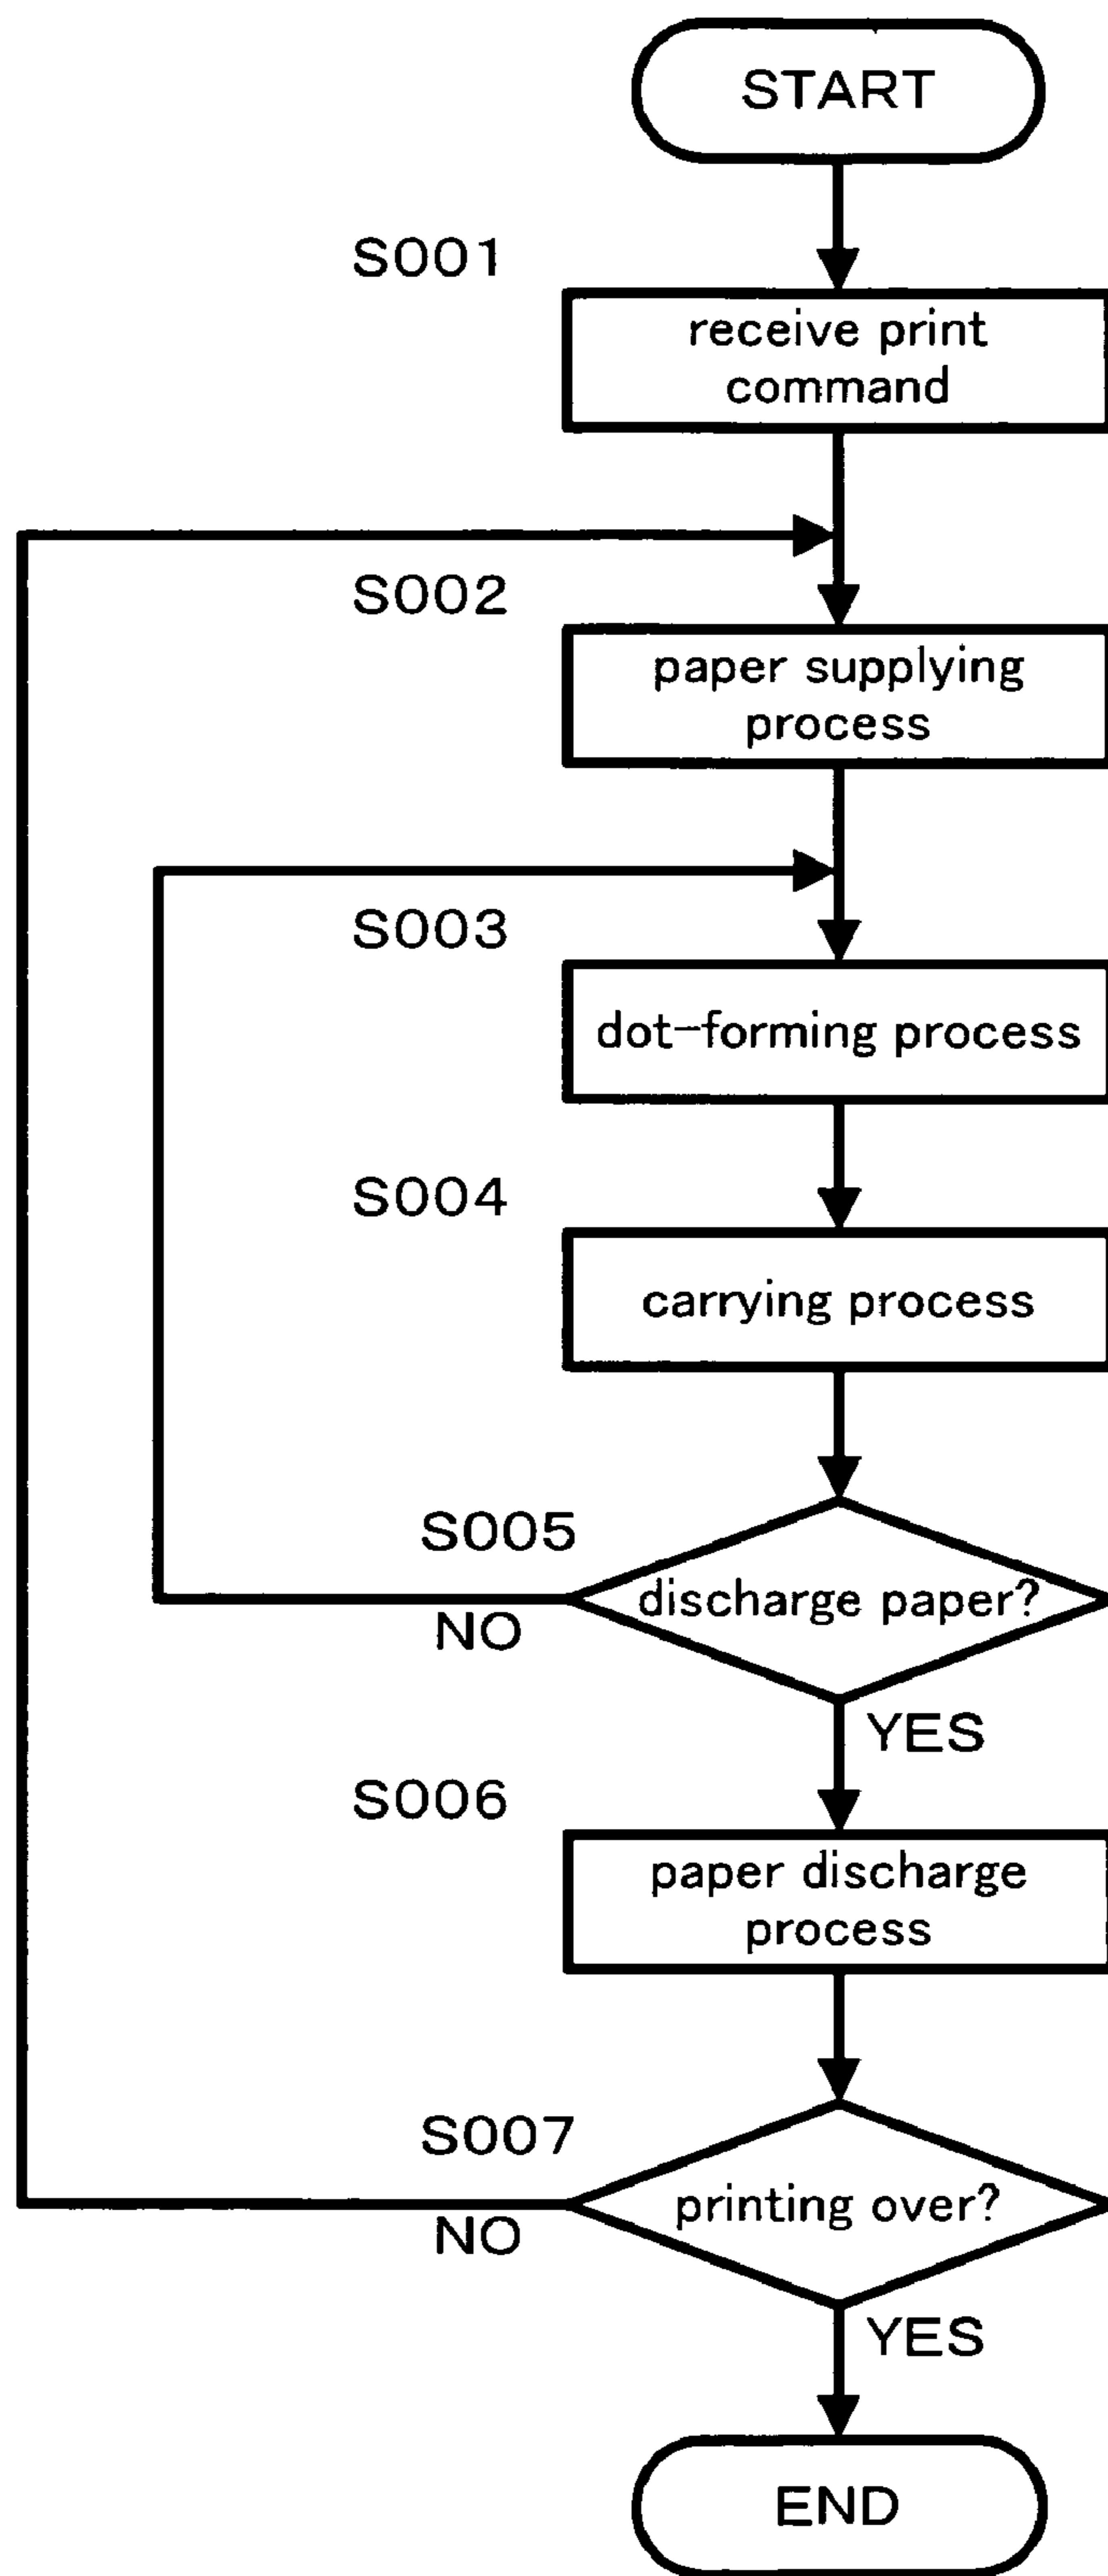 START
S001
receive print
command
S002
paper supplying
process
S003
dot-forming process
S004
carrying process
S005
discharge paper?
NO
YES
S006
paper discharge
process
S007
printing over?
NO
YES
END